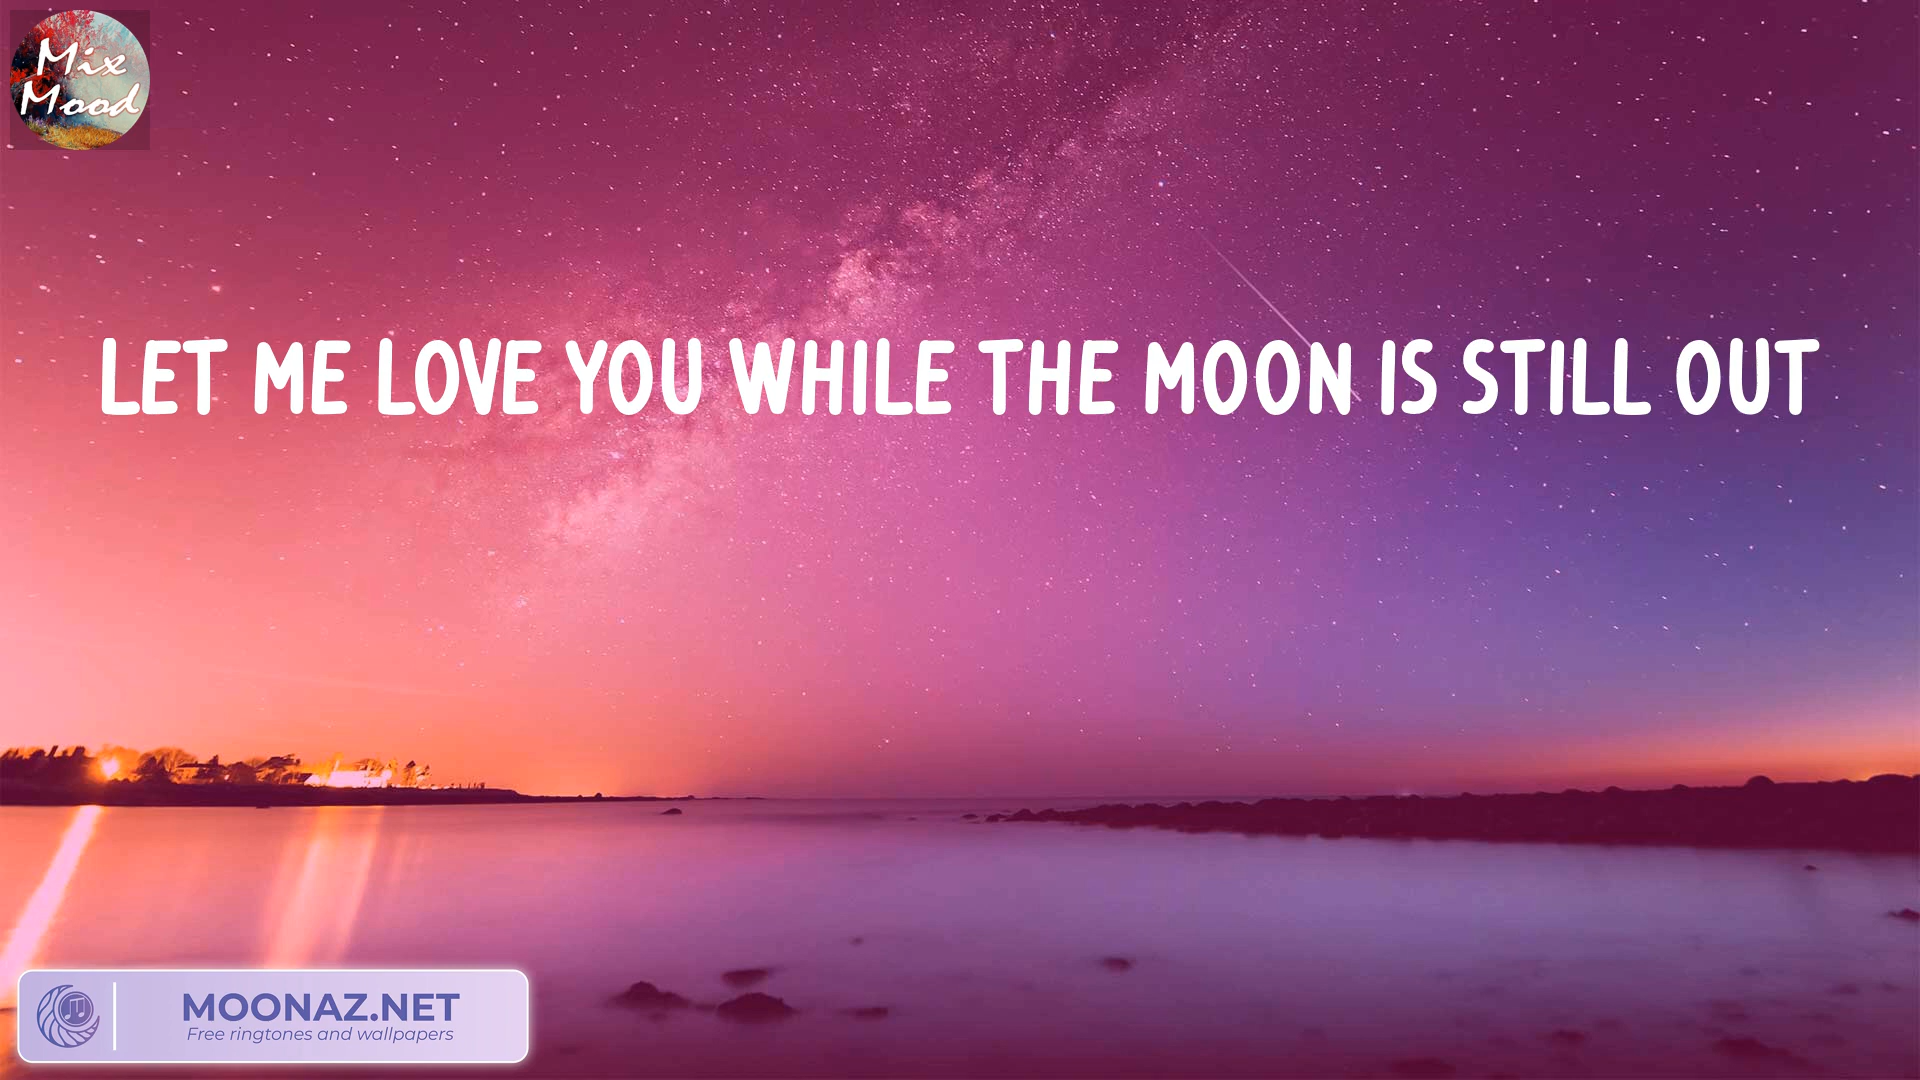 Mix
Mood
LET ME LOVE YOU WHILE THE MOON IS STILL OUT
MOONAZ.NET
Free ringtones and wallpapers